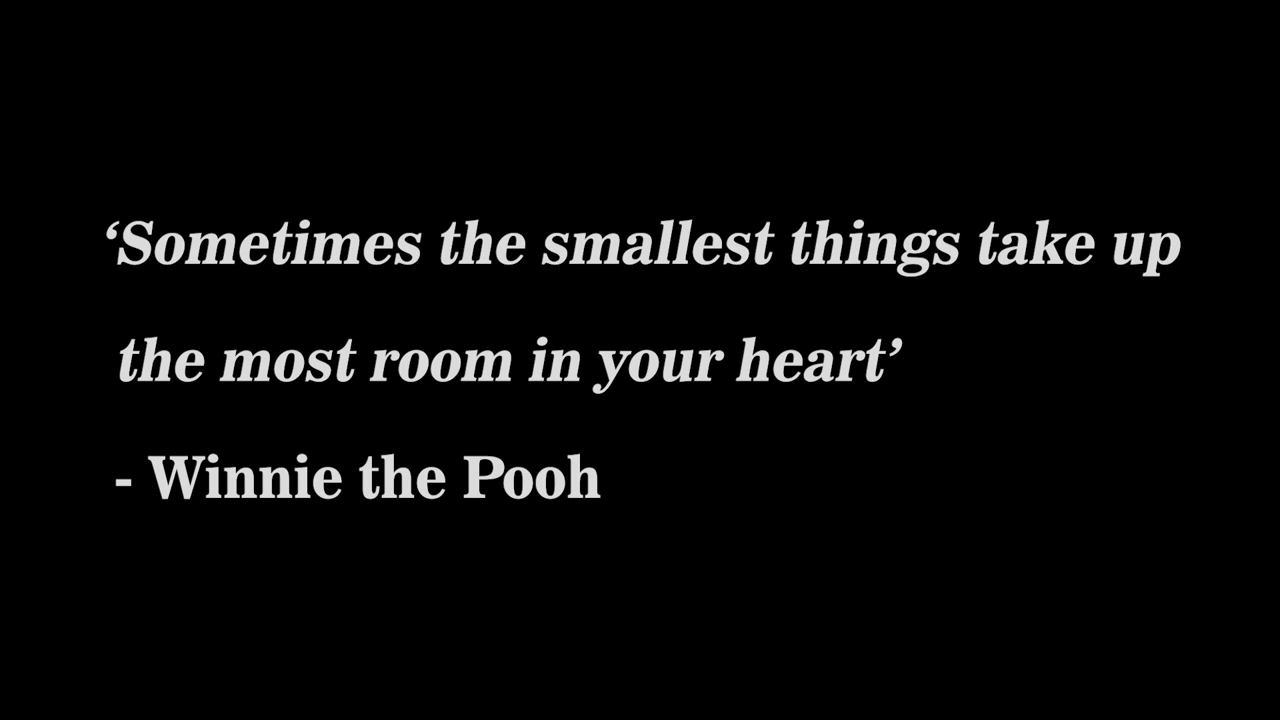 ‘Sometimes the smallest things take up
the most room in your heart’
- Winnie the Pooh